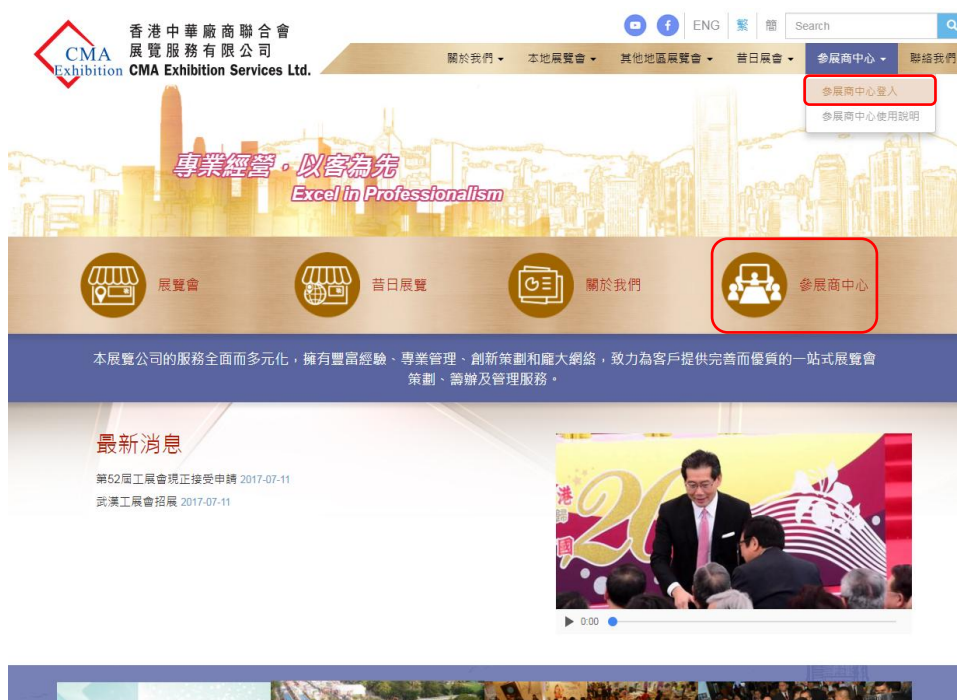 香港中華廠商聯合會
展覽服務有限公司
CMA Exhibition Services Ltd.
CMA
Exhibition
ENG 繁 簡 Search
關於我們 本地展覽會 其他地區展覽會 昔日展會 參展商中心 聯絡我們
參展商中心登入
參展商中心使用說明
專業經營・以客為先
Excel in Professionalism
展覽會 昔日展覽 關於我們 參展商中心
本展覽公司的服務全面而多元化，擁有豐富經驗、專業管理、創新策劃和龐大網絡，致力為客戶提供完善而優質的一站式展覽會
策劃、籌辦及管理服務。
最新消息
第52屆工展會現正接受申請 2017-07-11
武漢工展會招展 2017-07-11
港
國
20
0:00